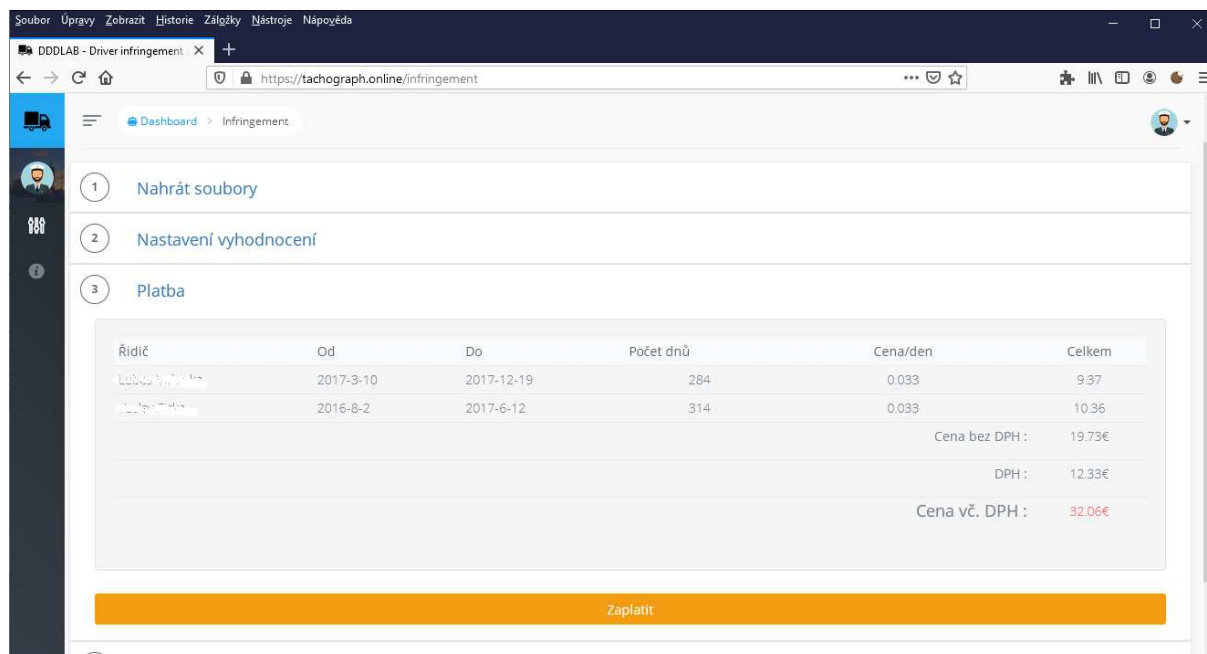 Soubor Úpravy Zobrazit Historie Záložky Nástroje Nápověda
DDDLAB - Driver infringement
https://tachograph.online/infringement
Dashboard > Infringement
1 Nahrát soubory
2 Nastavení vyhodnocení
3 Platba
Řidič Od Do Počet dnů Cena/den Celkem
2017-3-10 2017-12-19 284 0.033 9.37
2016-8-2 2017-6-12 314 0.033 10.36
Cena bez DPH : 19.73€
DPH : 12.33€
Cena vč. DPH : 32.06€
Zaplatit